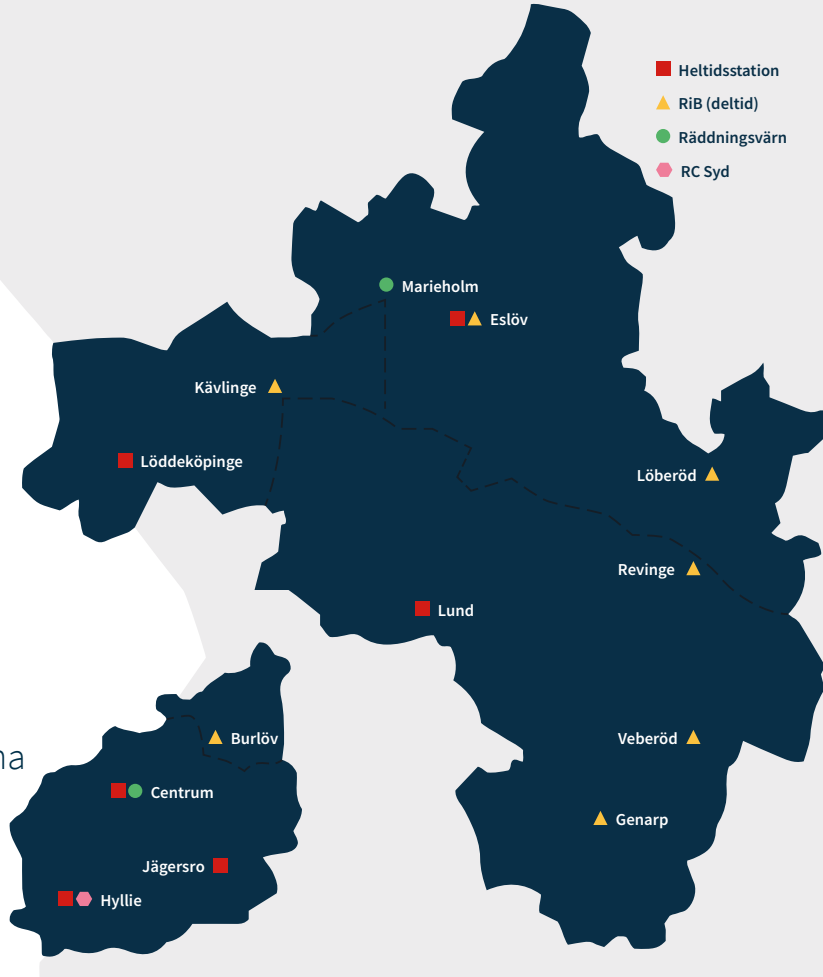 Heltidsstation
RiB (deltid)
Räddningsvärn
RC Syd
Marieholm
Eslöv
Kävlinge
Löddeköpinge
Löberöd
Revinge
Lund
Burlöv
Veberöd
na
Centrum
Genarp
Jägersro
Hyllie